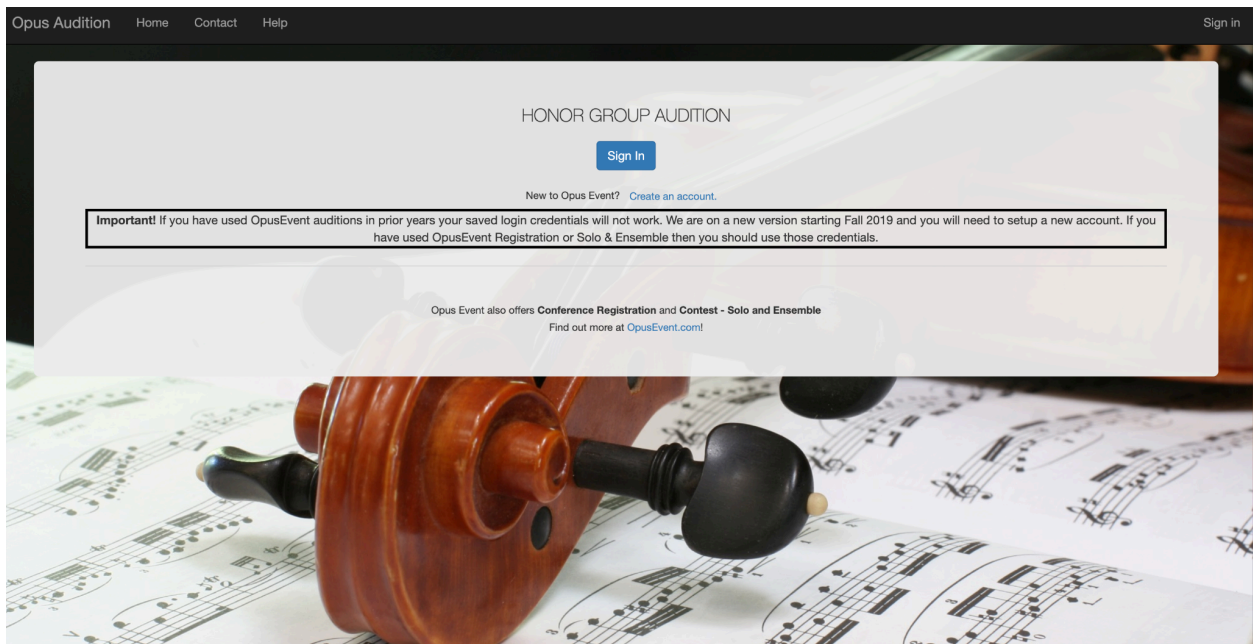 Opus Audition Home Contact Help Sign in
HONOR GROUP AUDITION
Sign In
New to Opus Event? Create an account.
Important! If you have used OpusEvent auditions in prior years your saved login credentials will not work. We are on a new version starting Fall 2019 and you will need to setup a new account. If you
have used OpusEvent Registration or Solo & Ensemble then you should use those credentials.
Opus Event also offers Conference Registration and Contest - Solo and Ensemble
Find out more at OpusEvent.com!